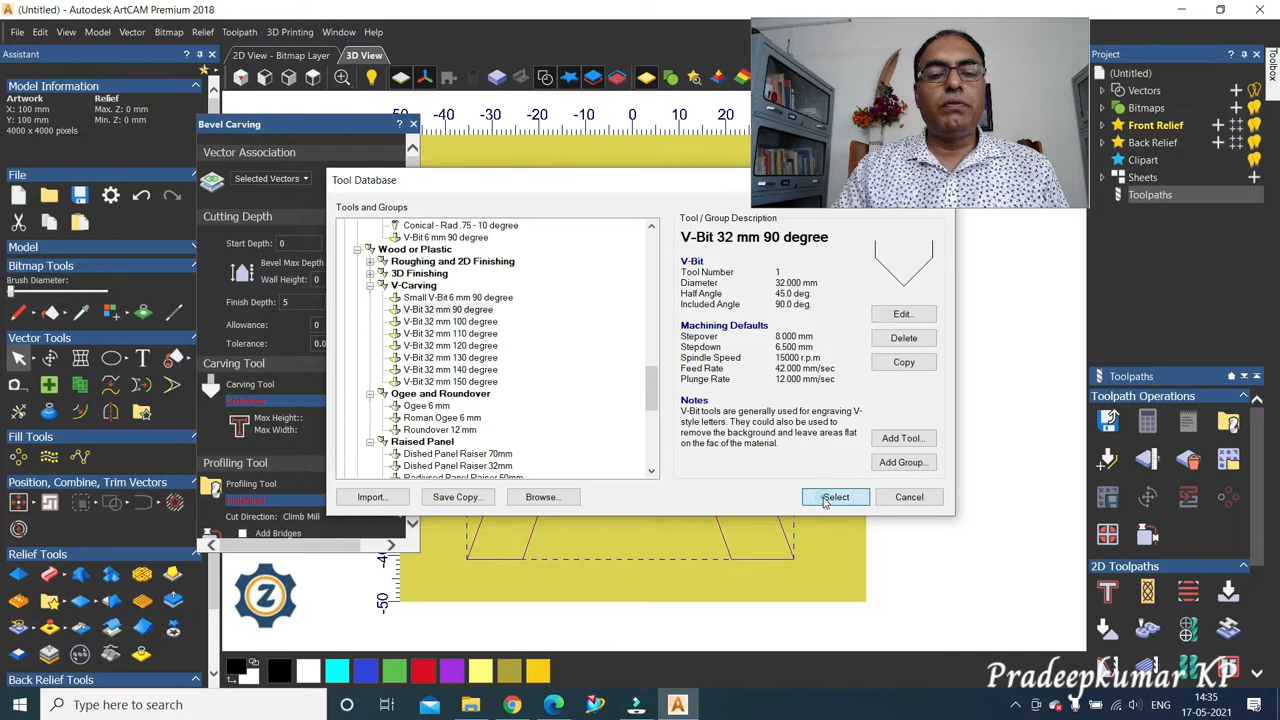 (Untitled) - Autodesk ArtCAM Premium 2018
File Edit View Model Vector Bitmap Relief Toolpath 3D Printing Window Help
Assistant
2D View - Bitmap Layer 3D View
Model Information
Artwork Relief
X: 100 mm Max. Z: 0 mm
Y: 100 mm Min. Z: 0 mm
4000 x 4000 pixels
File
Model
Bitmap Tools
Brush Diameter:
Vector Tools
Fill Tools
Position, Combine, Trim Vectors
Relief Tools
Back Relief Tools
50 -40 -30 -20 -10 0 10 20
Bevel Carving ?
Vector Association
Selected Vectors
Cutting Depth
Start Depth: 0
Bevel Max Depth
Wall Height: 0
Finish Depth: 5
Allowance: 0
Tolerance: 0.0
Carving Tool
Carving Tool
Undefined
Max Height::
Max Width:
Profiling Tool
Profiling Tool
Undefined
Cut Direction: Climb Mill
Add Bridges
Tool Database
Tools and Groups
Conical - Rad .75 - 10 degree
V-Bit 6 mm 90 degree
Wood or Plastic
Roughing and 2D Finishing
3D Finishing
V-Carving
Small V-Bit 6 mm 90 degree
V-Bit 32 mm 90 degree
V-Bit 32 mm 100 degree
V-Bit 32 mm 110 degree
V-Bit 32 mm 120 degree
V-Bit 32 mm 130 degree
V-Bit 32 mm 140 degree
V-Bit 32 mm 150 degree
Ogee and Roundover
Ogee 6 mm
Roman Ogee 6 mm
Roundover 12 mm
Raised Panel
Dished Panel Raiser 70mm
Dished Panel Raiser 32mm
Radiused Panel Raiser 50mm
Import... Save Copy... Browse...
Tool / Group Description
V-Bit 32 mm 90 degree
V-Bit
Tool Number 1
Diameter 32.000 mm
Half Angle 45.0 deg.
Included Angle 90.0 deg.
Machining Defaults
Stepover 8.000 mm
Stepdown 6.500 mm
Spindle Speed 15000 r.p.m
Feed Rate 42.000 mm/sec
Plunge Rate 12.000 mm/sec
Notes
V-Bit tools are generally used for engraving V-
style letters. They could also be used to
remove the background and leave areas flat
on the fac of the material.
Edit...
Delete
Copy
Add Tool...
Add Group...
Select Cancel
-50
Z
Project
(Untitled)
Vectors
Bitmaps
Front Relief
Back Relief
Clipart
Sheets
Toolpaths
Toolbox
Toolpaths
Toolpath Operations
2D Toolpaths
Pradeepkumar KP
Type here to search
14:35
17-05-2021